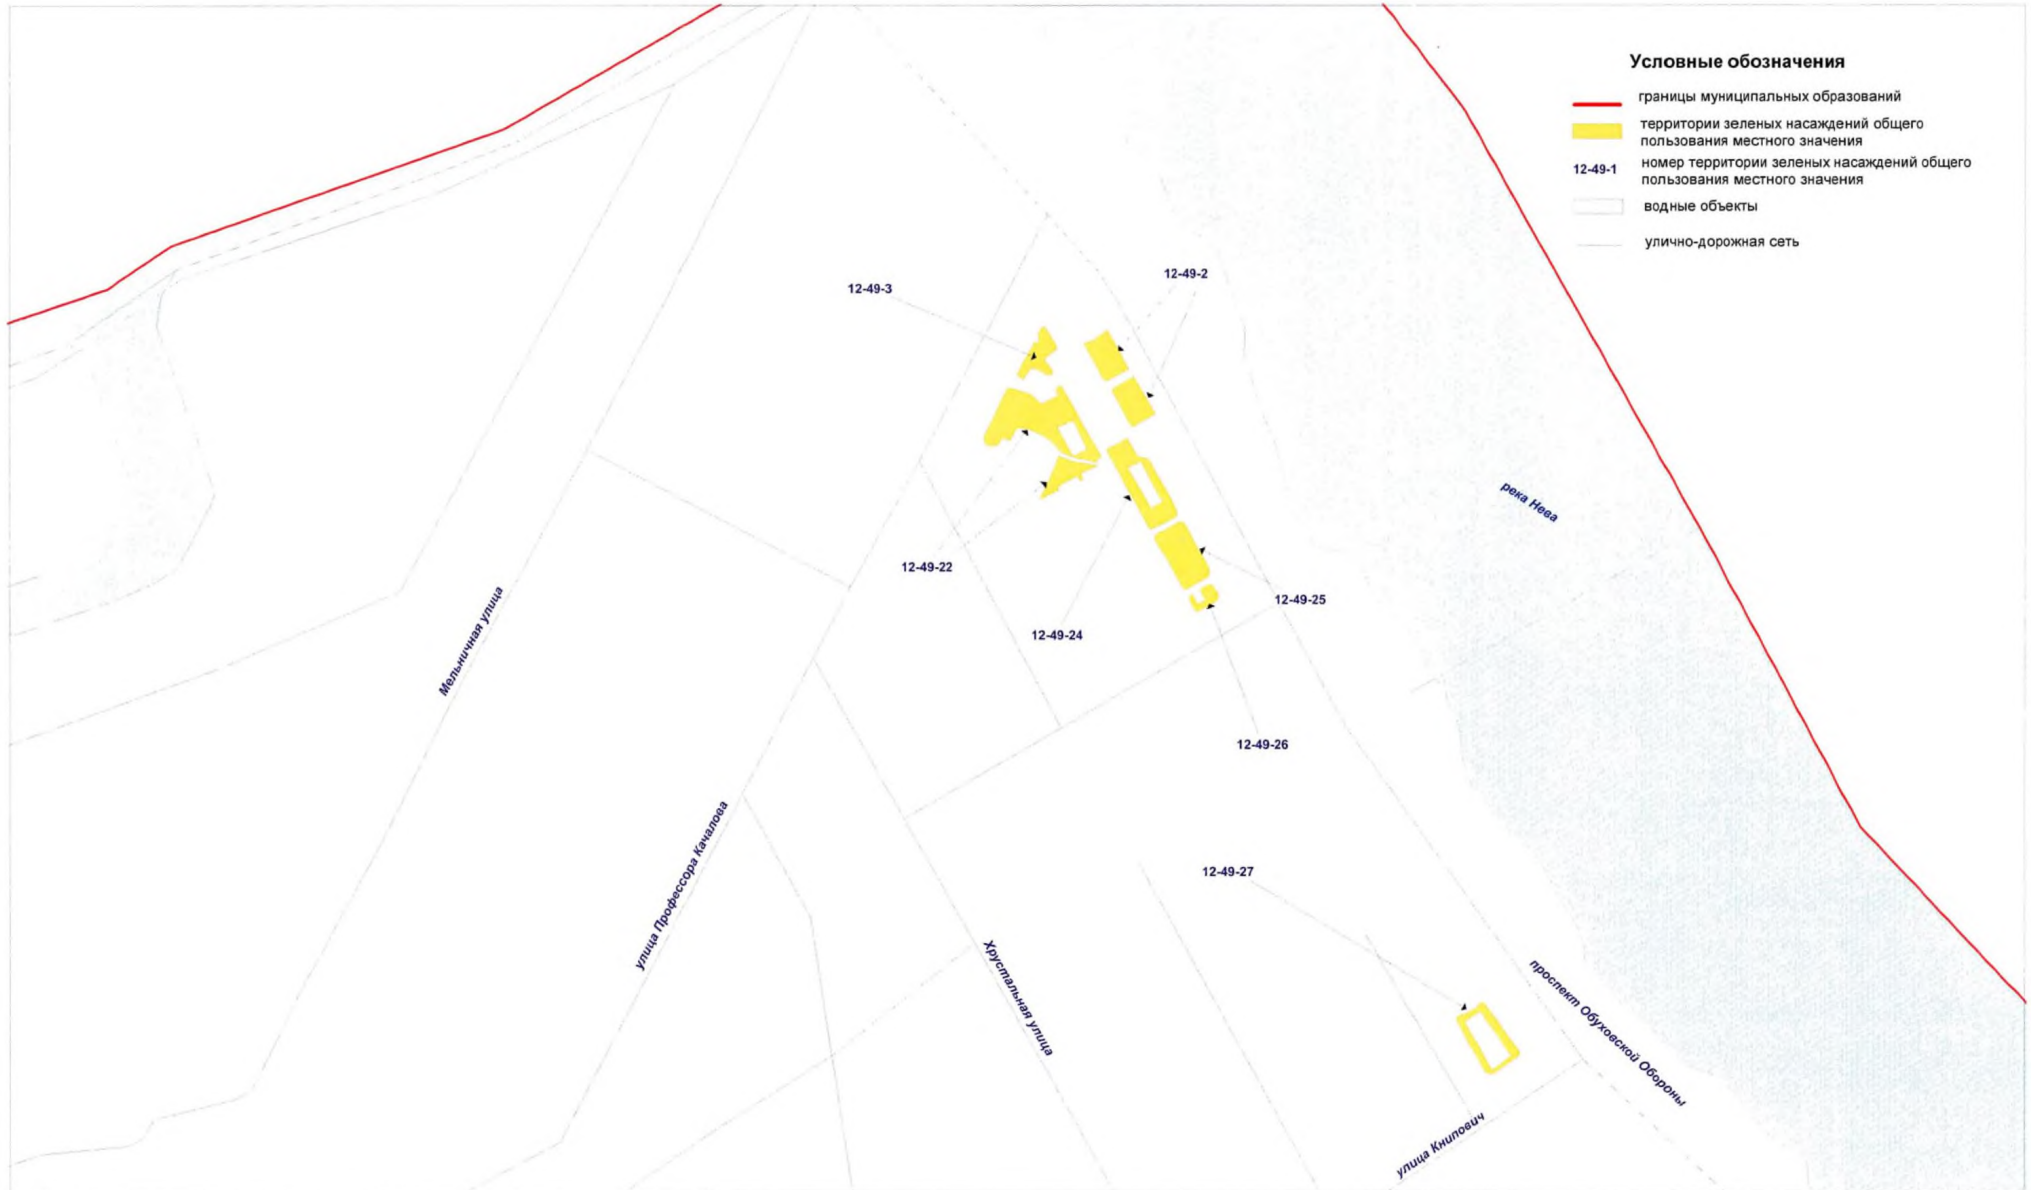 Условные обозначения
границы муниципальных образований
территории зеленых насаждений общего
пользования местного значения
12-49-1
номер территории зеленых насаждений общего
пользования местного значения
водные объекты
улично-дорожная сеть
12-49-2
12-49-3
река Нева
12-49-22
12-49-25
12-49-24
Мельничная улица
12-49-26
улица Профессора Качалова
12-49-27
Хрустальная улица
проспект Обуховской Обороны
улица Книпович